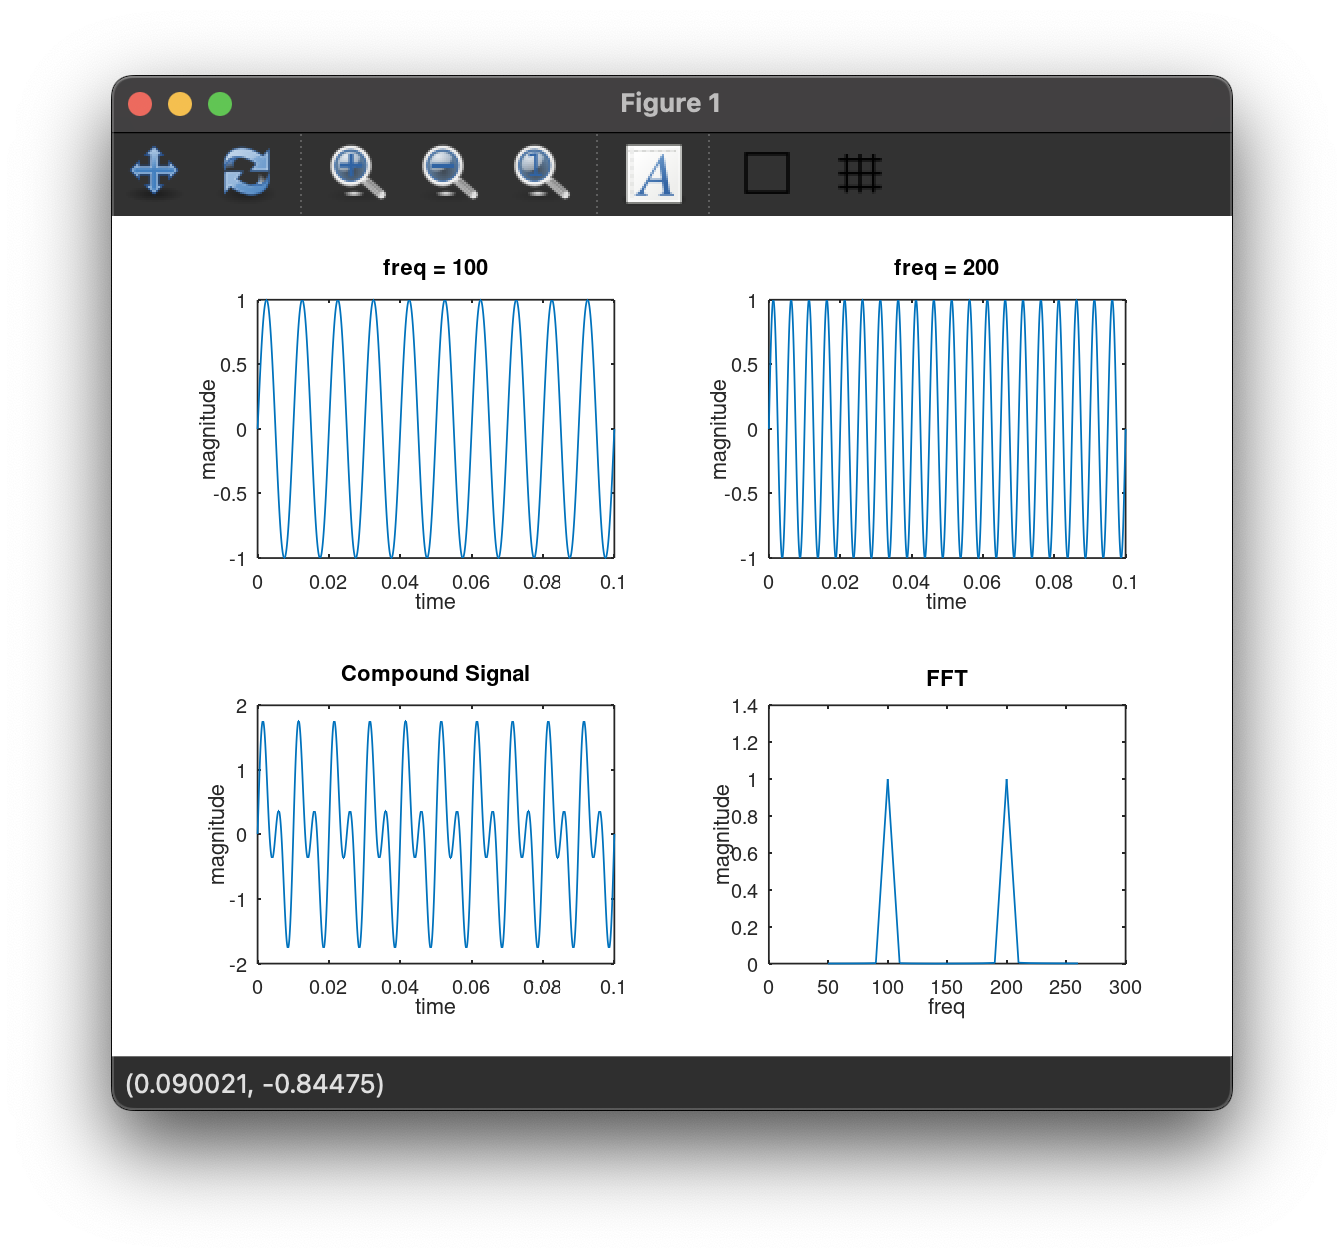 Figure 1
1
A
freq = 100
1
0.5
0
-0.5
-1
magnitude
0 0.02 0.04 0.06 0.08 0.1
time
freq = 200
1
0.5
0
-0.5
-1
magnitude
0 0.02 0.04 0.06 0.08 0.1
time
Compound Signal
2
1
0
-1
-2
magnitude
0 0.02 0.04 0.06 0.08 0.1
time
FFT
1.4
1.2
1
0.8
0.6
0.4
0.2
0
magnitude
0 50 100 150 200 250 300
freq
(0.090021, -0.84475)